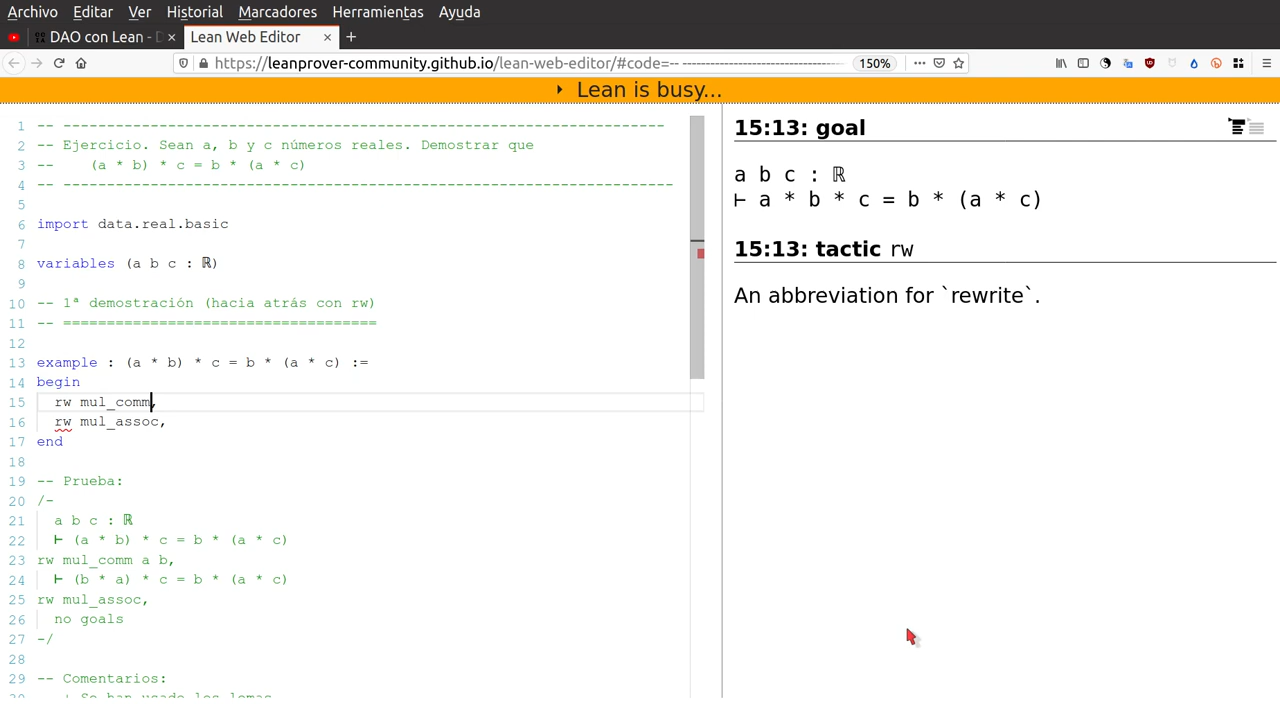 Archivo Editar Ver Historial Marcadores Herramientas Ayuda
DAO con Lean - D × Lean Web Editor × +
https://leanprover-community.github.io/lean-web-editor/#code=-- ---------------------------------- 150%
Lean is busy...
1 -- ---------------------------------------------------------------------
2 -- Ejercicio. Sean a, b y c números reales. Demostrar que
3 --    (a * b) * c = b * (a * c)
4 -- ----------------------------------------------------------------------
5
6 import data.real.basic
7
8 variables (a b c : ℝ)
9
10 -- 1ª demostración (hacia atrás con rw)
11 -- ====================================
12
13 example : (a * b) * c = b * (a * c) :=
14 begin
15   rw mul_comm,
16   rw mul_assoc,
17 end
18
19 -- Prueba:
20 /-
21   a b c : ℝ
22   ⊢ (a * b) * c = b * (a * c)
23 rw mul_comm a b,
24   ⊢ (b * a) * c = b * (a * c)
25 rw mul_assoc,
26   no goals
27 -/
28
29 -- Comentarios:
15:13: goal
a b c : ℝ
⊢ a * b * c = b * (a * c)
15:13: tactic rw
An abbreviation for `rewrite`.